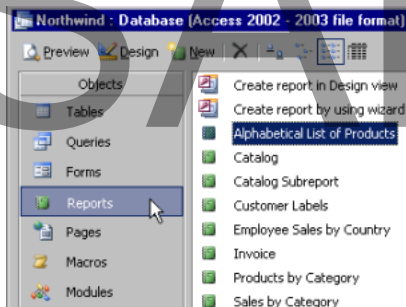 Northwind : Database (Access 2002 - 2003 file format)
Preview Design New
Objects
Tables
Queries
Forms
Reports
Pages
Macros
Modules
Create report in Design view
Create report by using wizard
Alphabetical List of Products
Catalog
Catalog Subreport
Customer Labels
Employee Sales by Country
Invoice
Products by Category
Sales by Category